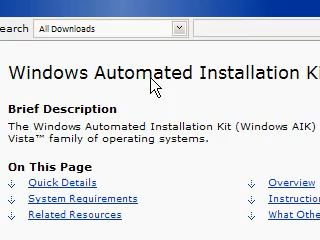 earch All Downloads
Windows Automated Installation Ki
Brief Description
The Windows Automated Installation Kit (Windows AIK)
Vista™ family of operating systems.
On This Page
Quick Details Overview
System Requirements Instruction
Related Resources What Othe